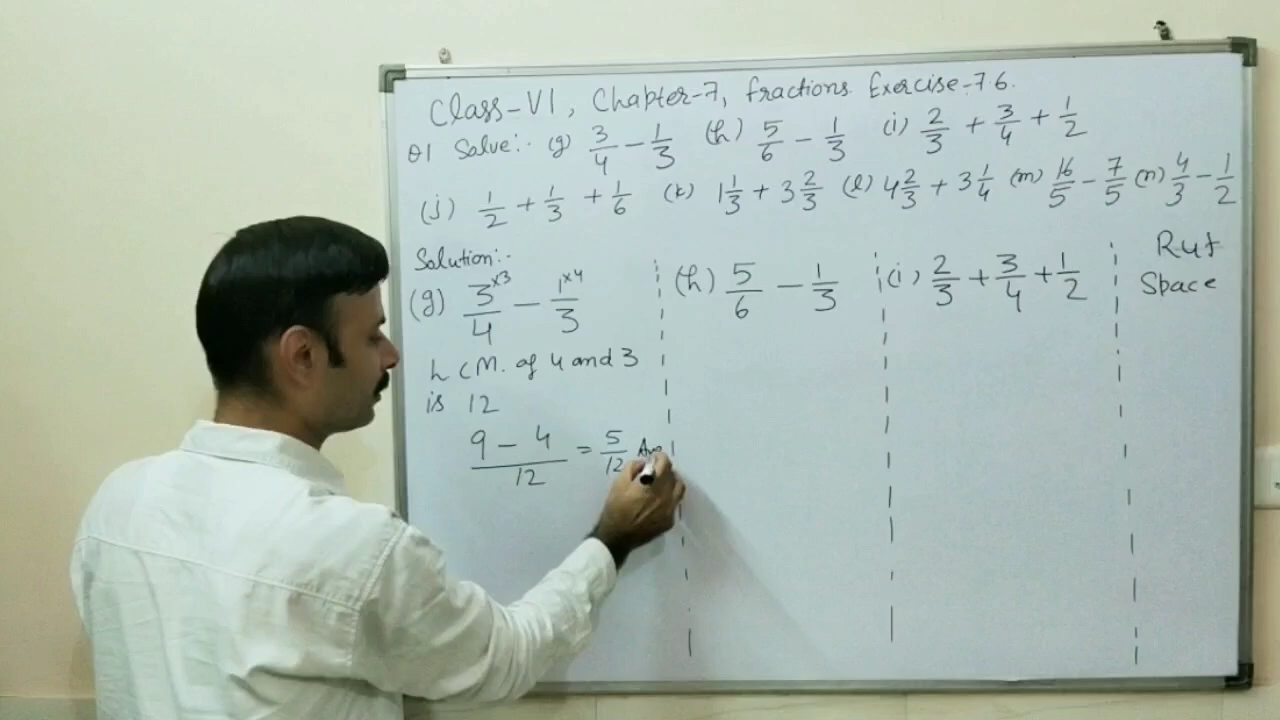 Class-VI, Chapter-7, fractions Exercise-7.6.
Q1 Solve:- (g) 3/4 - 1/3 (h) 5/6 - 1/3 (i) 2/3 + 3/4 + 1/2
(j) 1/2 + 1/3 + 1/6 (k) 1 1/3 + 3 2/3 (l) 4 2/3 + 3 1/4 (m) 16/5 - 7/5 (n) 4/3 - 1/2
Solution:-
(g) 3×3/4 - 1×4/3
LCM. of 4 and 3
is 12
9 - 4/12 = 5/12 Ans
(h) 5/6 - 1/3
(i) 2/3 + 3/4 + 1/2
Ruf
Space